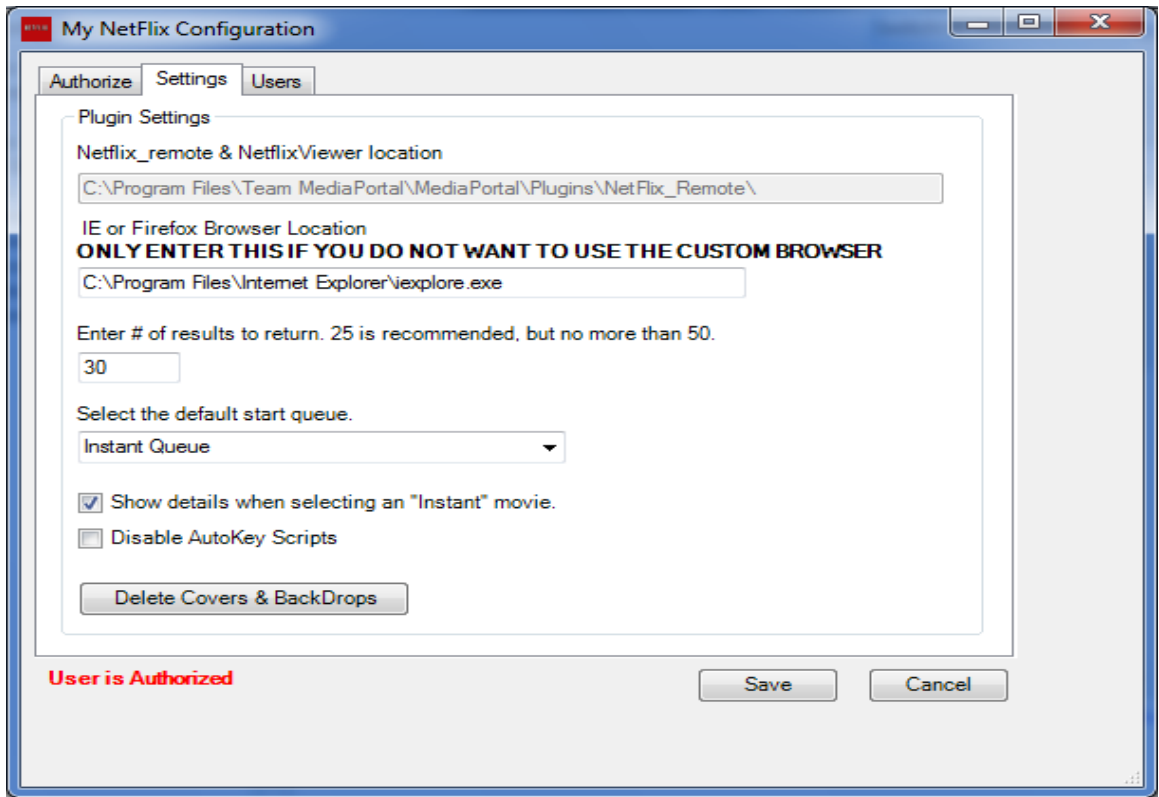 My NetFlix Configuration
Authorize Settings Users
Plugin Settings
Netflix_remote & NetflixViewer location
C:\Program Files\Team MediaPortal\MediaPortal\Plugins\NetFlix_Remote\
IE or Firefox Browser Location
ONLY ENTER THIS IF YOU DO NOT WANT TO USE THE CUSTOM BROWSER
C:\Program Files\Internet Explorer\iexplore.exe
Enter # of results to return. 25 is recommended, but no more than 50.
30
Select the default start queue.
Instant Queue
Show details when selecting an "Instant" movie.
Disable AutoKey Scripts
Delete Covers & BackDrops
User is Authorized
Save Cancel